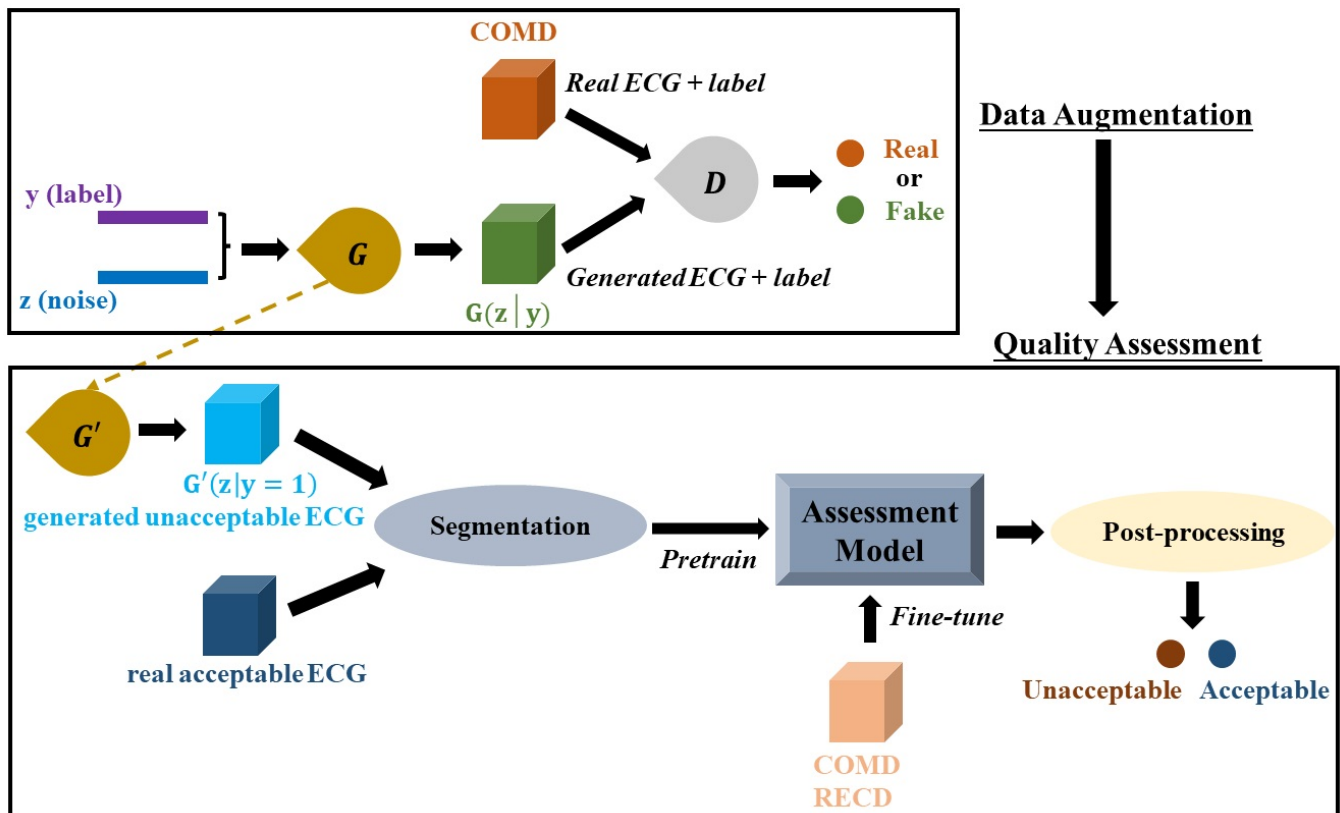 COMD
Real ECG + label
Data Augmentation
Real
or
Fake
D
y (label)
G
z (noise)
Generated ECG + label
G(z | y)
Quality Assessment
G′
G′(z|y = 1)
generated unacceptable ECG
Segmentation
Pretrain
Assessment
Model
Post-processing
Fine-tune
real acceptable ECG
Unacceptable
Acceptable
COMD
RECD